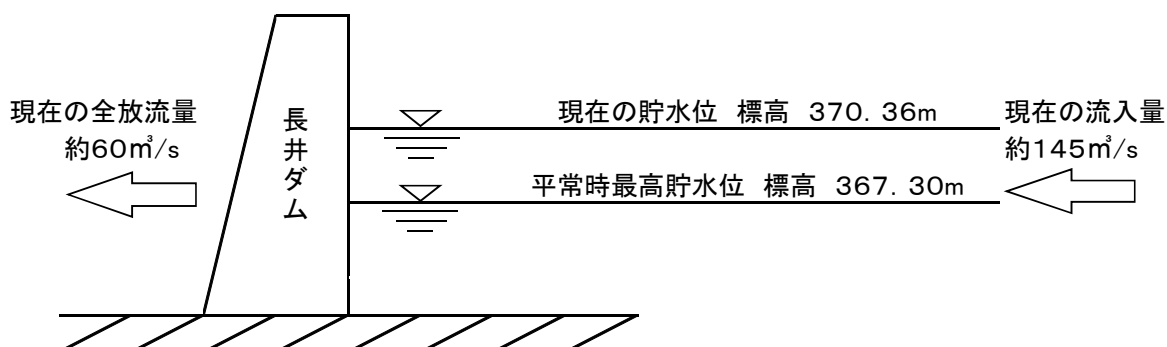 現在の全放流量
約60㎥/s
長井ダム
現在の貯水位 標高 370.36m
平常時最高貯水位 標高 367.30m
現在の流入量
約145㎥/s